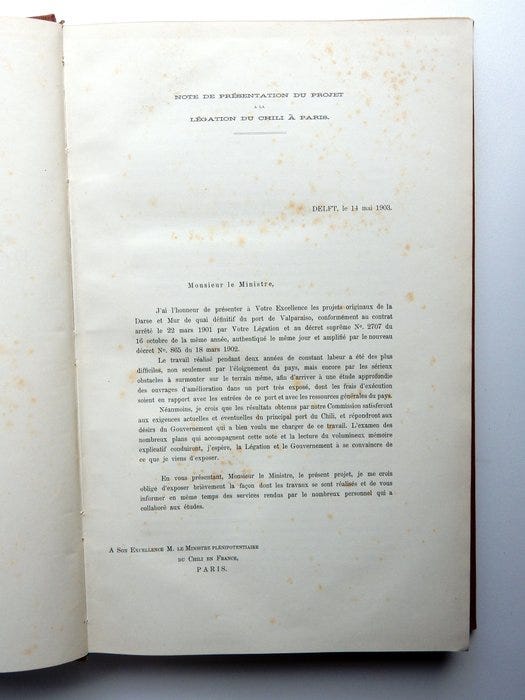 NOTE DE PRÉSENTATION DU PROJET
A LA
LÉGATION DU CHILI À PARIS.
DELFT, le 14 mai 1903.
Monsieur le Ministre,
J'ai l'honneur de présenter à Votre Excellence les projets originaux de la
Darse et Mur de quai définitif du port de Valparaiso, conformément au contrat
arrêté le 22 mars 1901 par Votre Légation et au décret suprême N°. 2707 du
16 octobre de la même année, authentiqué le même jour et amplifié par le nouveau
décret N°. 865 du 18 mars 1902.
Le travail réalisé pendant deux années de constant labeur a été des plus
difficiles, non seulement par l'éloignement du pays, mais encore par les sérieux
obstacles à surmonter sur le terrain même, afin d'arriver à une étude approfondie
des ouvrages d'amélioration dans un port très exposé, dont les frais d'exécution
soient en rapport avec les entrées de ce port et avec les ressources générales du pays.
Néanmoins, je crois que les résultats obtenus par notre Commission satisferont
aux exigences actuelles et éventuelles du principal port du Chili, et répondront aux
désirs du Gouvernement qui a bien voulu me charger de ce travail. L'examen des
nombreux plans qui accompagnent cette note et la lecture du volumineux mémoire
explicatif conduiront, j'espère, la Légation et le Gouvernement à se convaincre de
ce que je viens d'exposer.
En vous présentant, Monsieur le Ministre, le présent projet, je me crois
obligé d'exposer brièvement la façon dont les travaux se sont réalisés et de vous
informer en même temps des services rendus par le nombreux personnel qui a
collaboré aux études.
A SON EXCELLENCE M. LE MINISTRE PLÉNIPOTENTIAIRE
DU CHILI EN FRANCE,
PARIS.